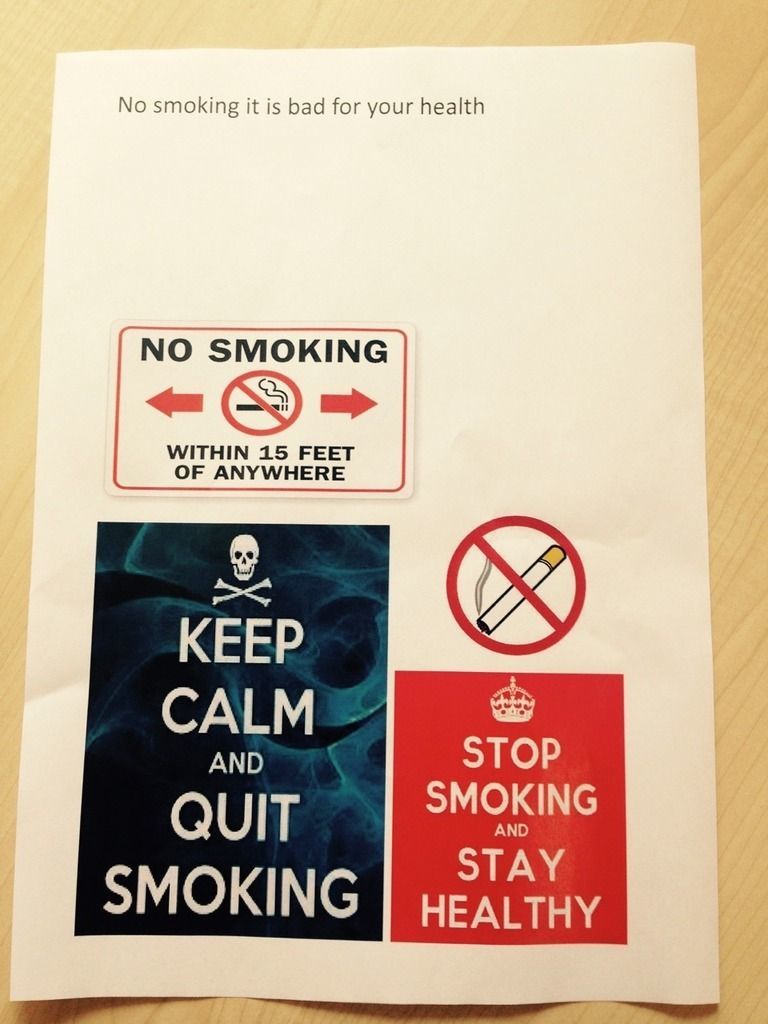 No smoking it is bad for your health
NO SMOKING
WITHIN 15 FEET
OF ANYWHERE
KEEP
CALM
AND
QUIT
SMOKING
STOP
SMOKING
AND
STAY
HEALTHY